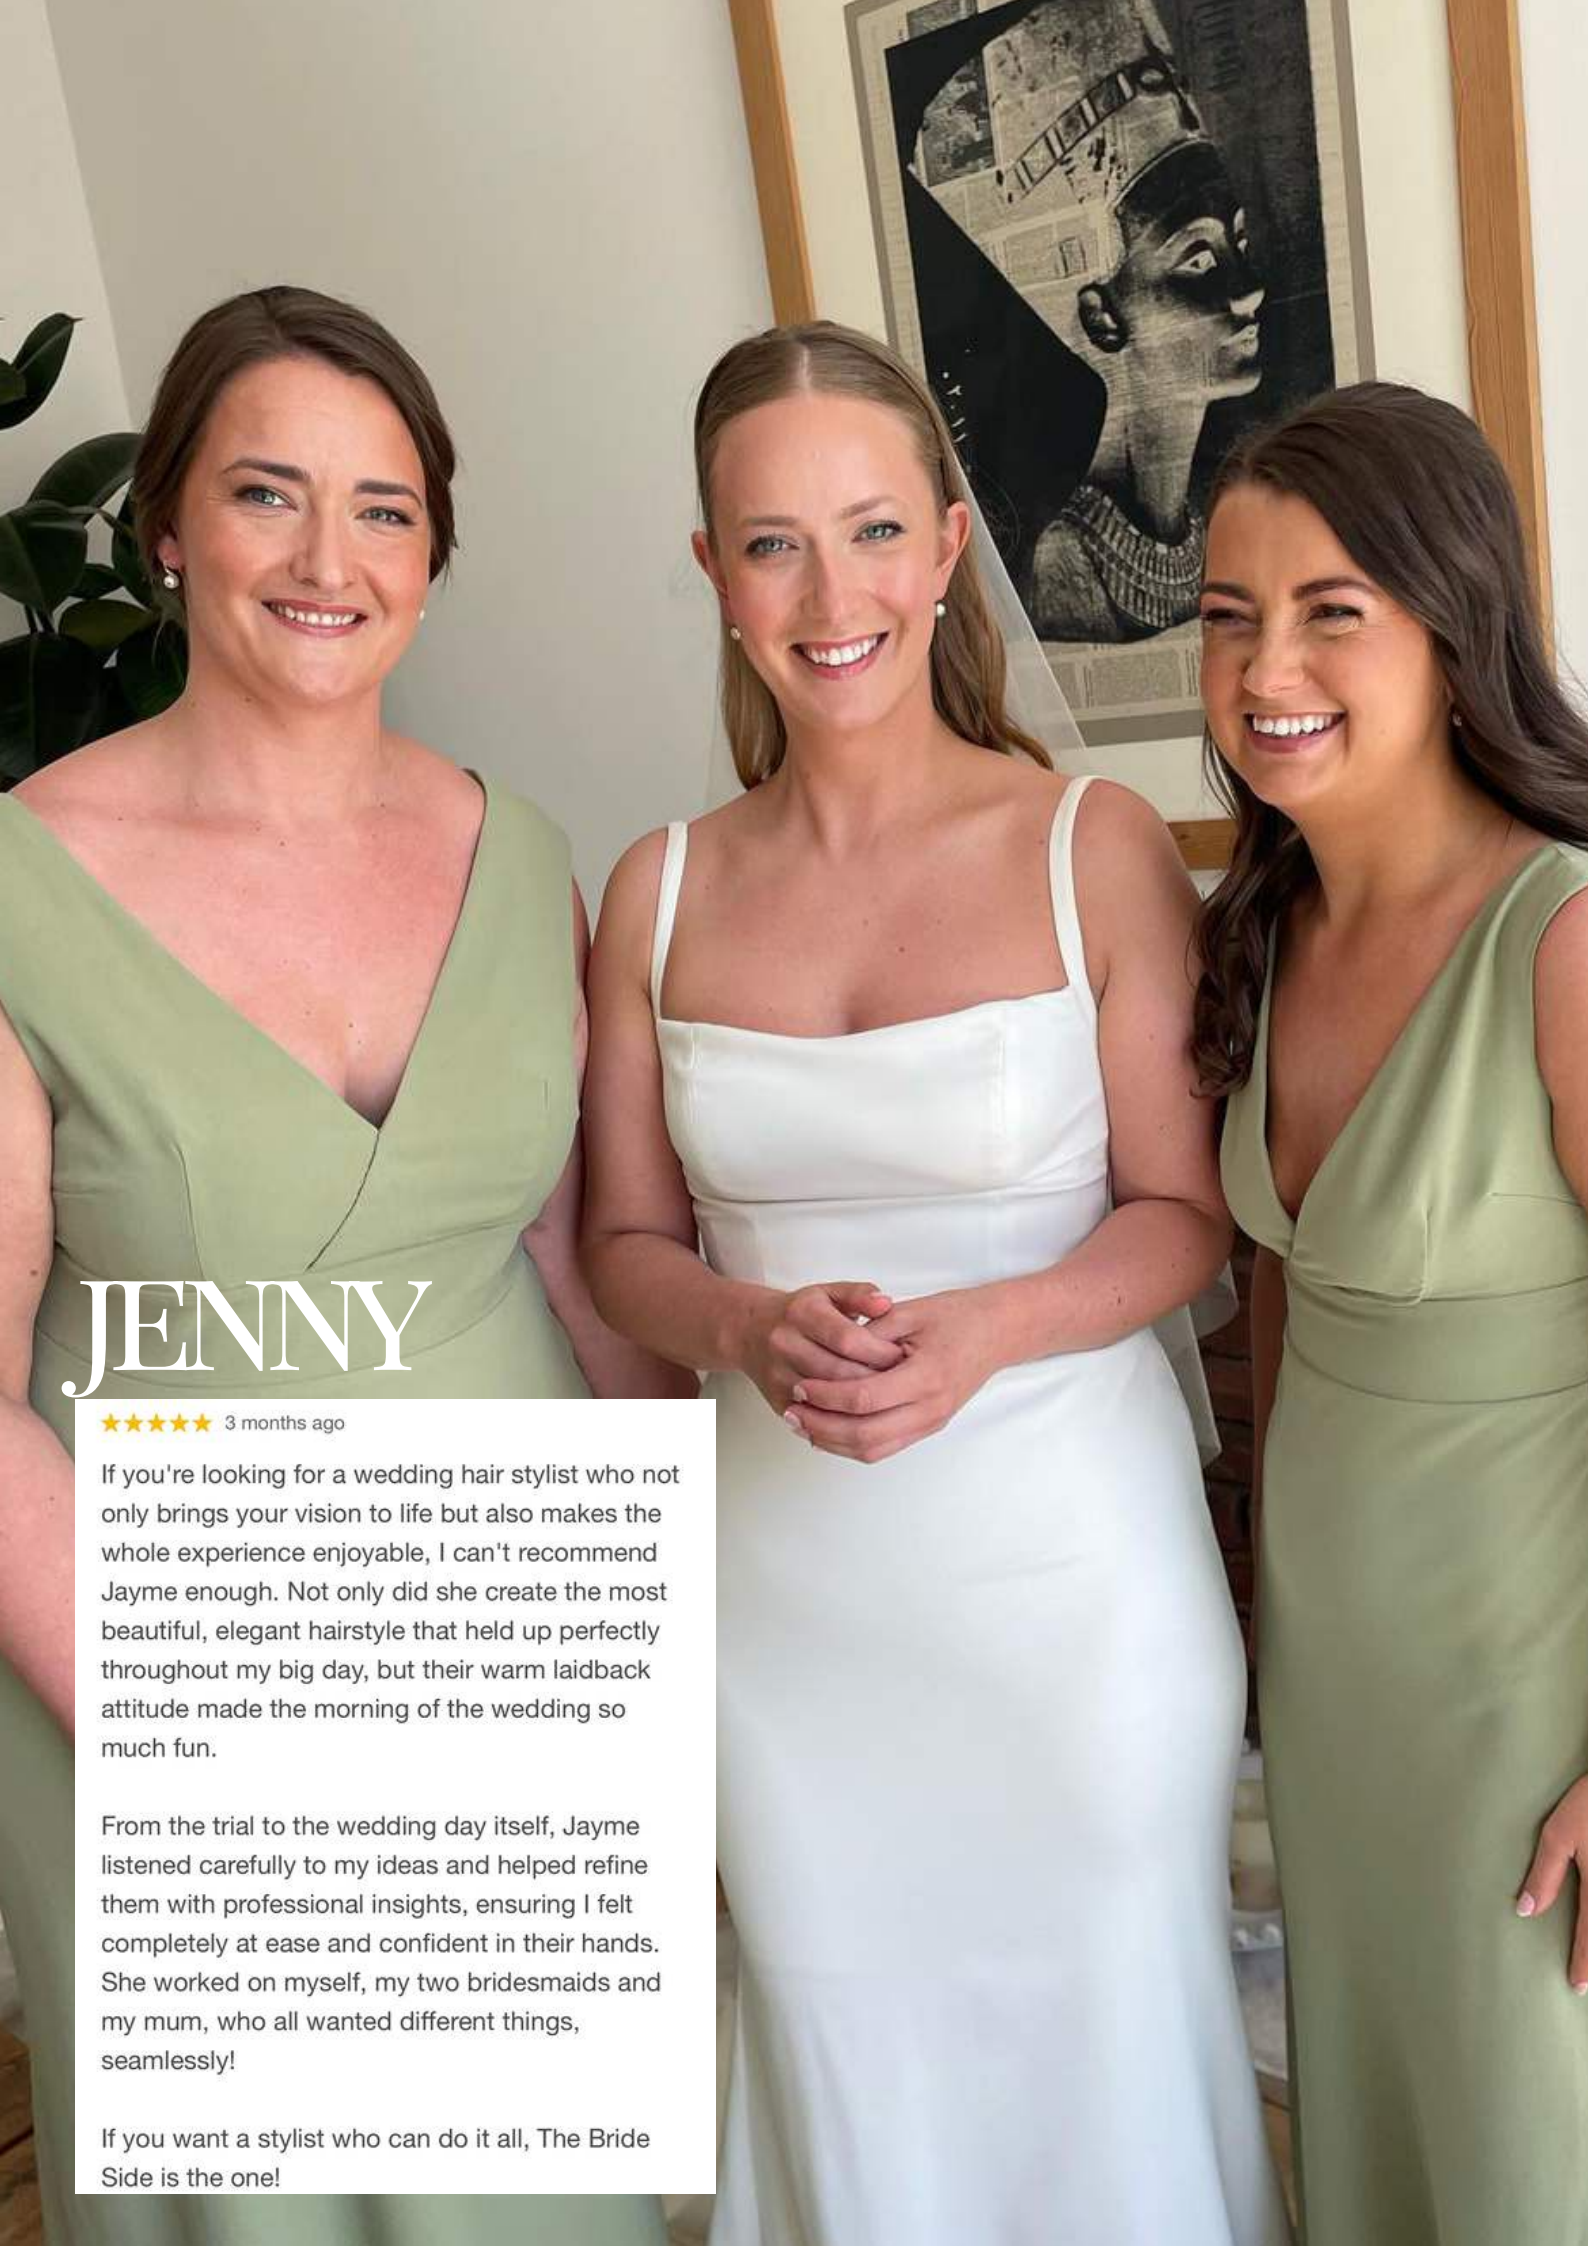 JENNY
★★★★★ 3 months ago
If you're looking for a wedding hair stylist who not
only brings your vision to life but also makes the
whole experience enjoyable, I can't recommend
Jayme enough. Not only did she create the most
beautiful, elegant hairstyle that held up perfectly
throughout my big day, but their warm laidback
attitude made the morning of the wedding so
much fun.
From the trial to the wedding day itself, Jayme
listened carefully to my ideas and helped refine
them with professional insights, ensuring I felt
completely at ease and confident in their hands.
She worked on myself, my two bridesmaids and
my mum, who all wanted different things,
seamlessly!
If you want a stylist who can do it all, The Bride
Side is the one!